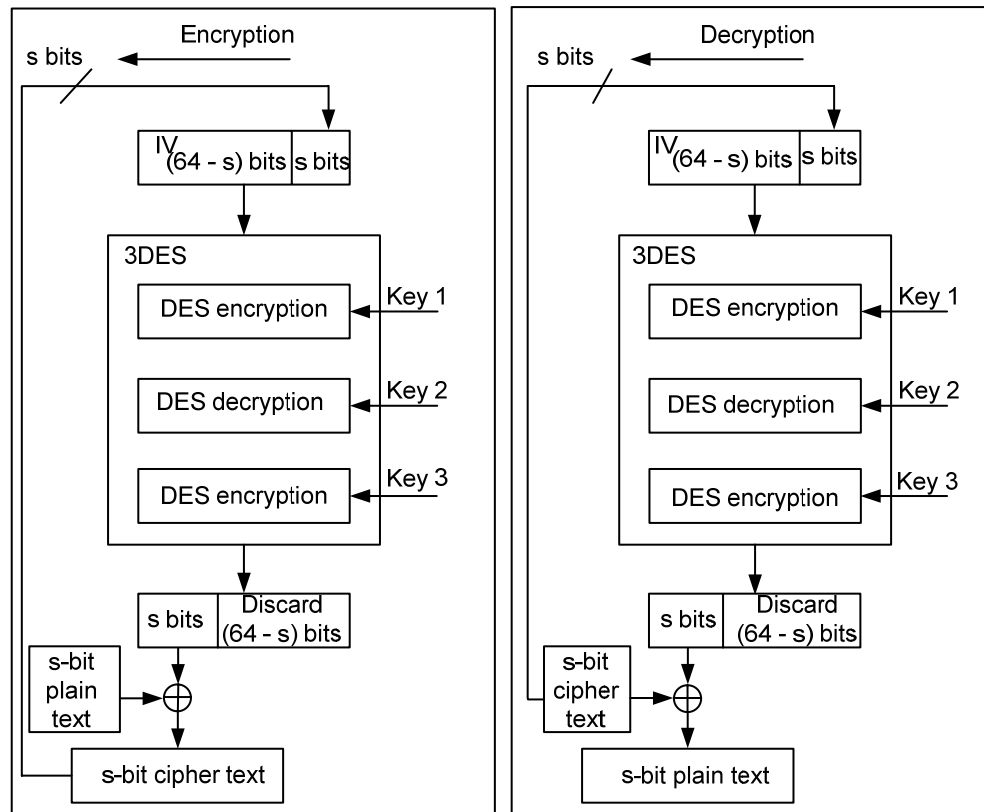 Encryption
s bits
IV
(64 - s) bits
s bits
3DES
DES encryption
Key 1
DES decryption
Key 2
DES encryption
Key 3
s bits
Discard
(64 - s) bits
s-bit
plain
text
s-bit cipher text
Decryption
s bits
IV
(64 - s) bits
s bits
3DES
DES encryption
Key 1
DES decryption
Key 2
DES encryption
Key 3
s bits
Discard
(64 - s) bits
s-bit
cipher
text
s-bit plain text